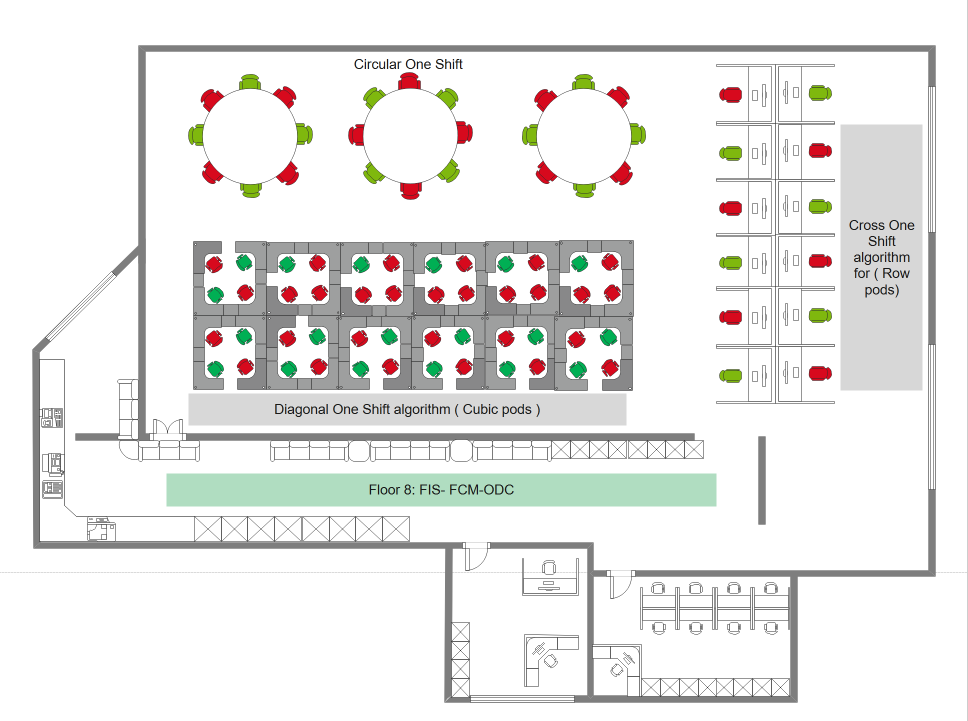 Circular One Shift
Cross One
Shift
algorithm
for ( Row
pods)
Diagonal One Shift algorithm ( Cubic pods )
Floor 8: FIS- FCM-ODC